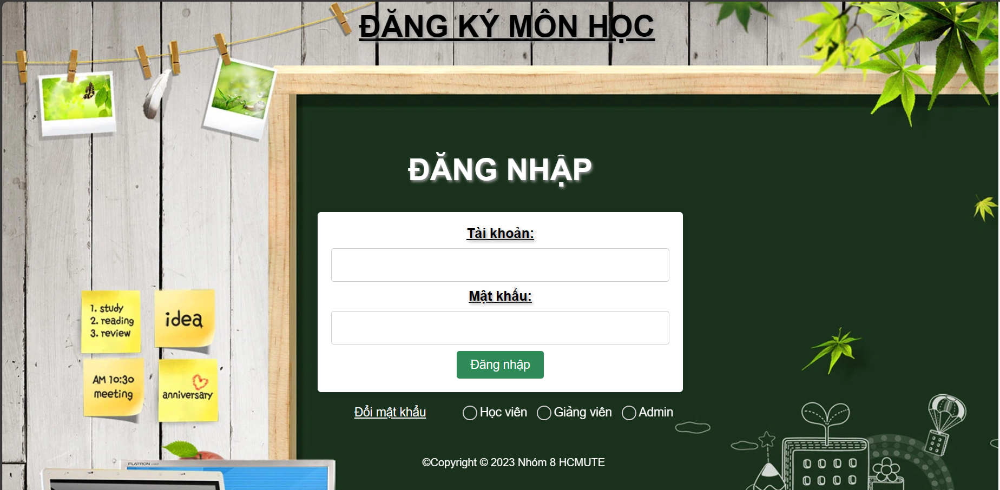 ĐĂNG KÝ MÔN HỌC
ĐĂNG NHẬP
Tài khoản:
Mật khẩu:
Đăng nhập
Đổi mật khẩu
Học viên
Giảng viên
Admin
©Copyright © 2023 Nhóm 8 HCMUTE
1. study
2. reading
3. review
idea
AM 10:30
meeting
anniversary
FLATRON